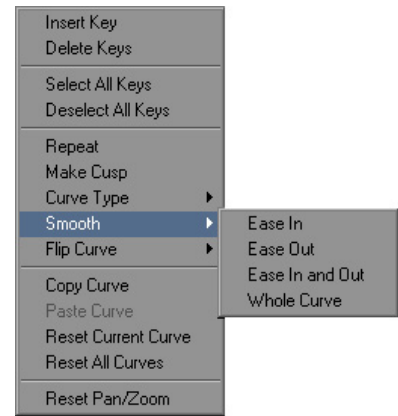 Insert Key
Delete Keys
Select All Keys
Deselect All Keys
Repeat
Make Cusp
Curve Type
Smooth
Flip Curve
Copy Curve
Paste Curve
Reset Current Curve
Reset All Curves
Reset Pan/Zoom
Ease In
Ease Out
Ease In and Out
Whole Curve